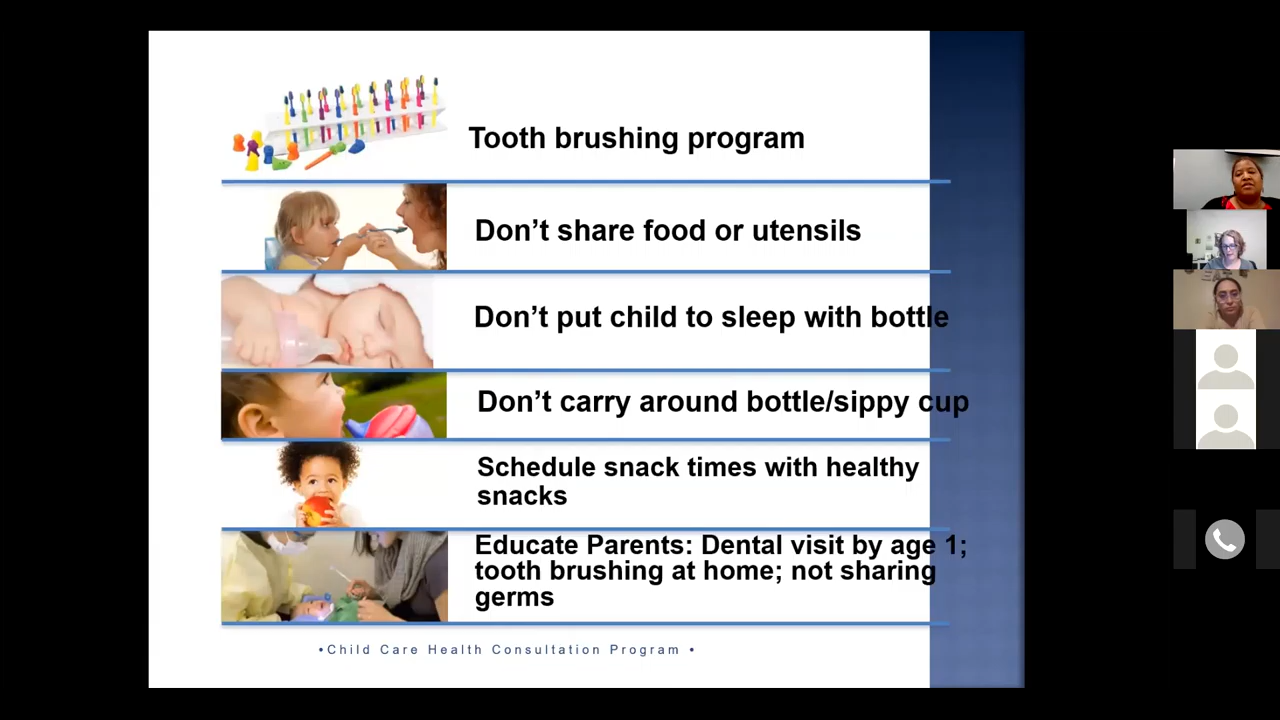 Tooth brushing program
Don't share food or utensils
Don't put child to sleep with bottle
Don't carry around bottle/sippy cup
Schedule snack times with healthy
snacks
Educate Parents: Dental visit by age 1;
tooth brushing at home; not sharing
germs
•Child Care Health Consultation Program •